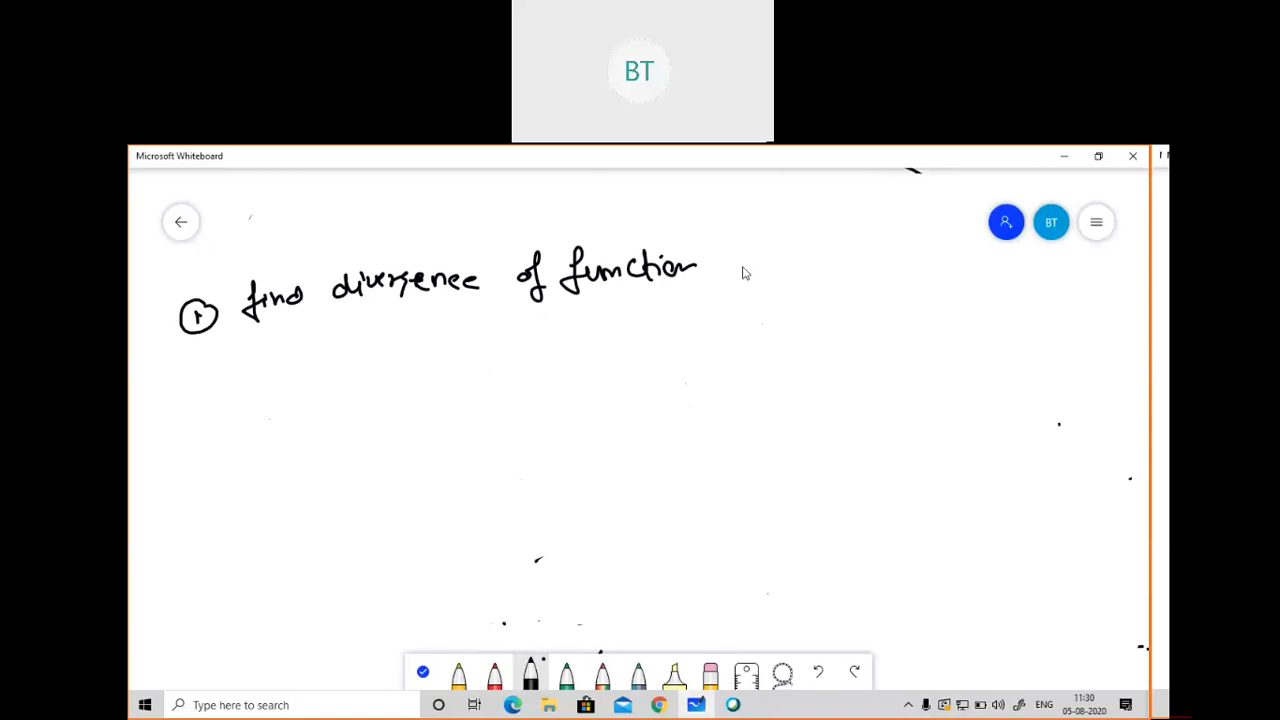 BT
Microsoft Whiteboard
BT
① find divergence of function
Type here to search
ENG
11:30
05-08-2020